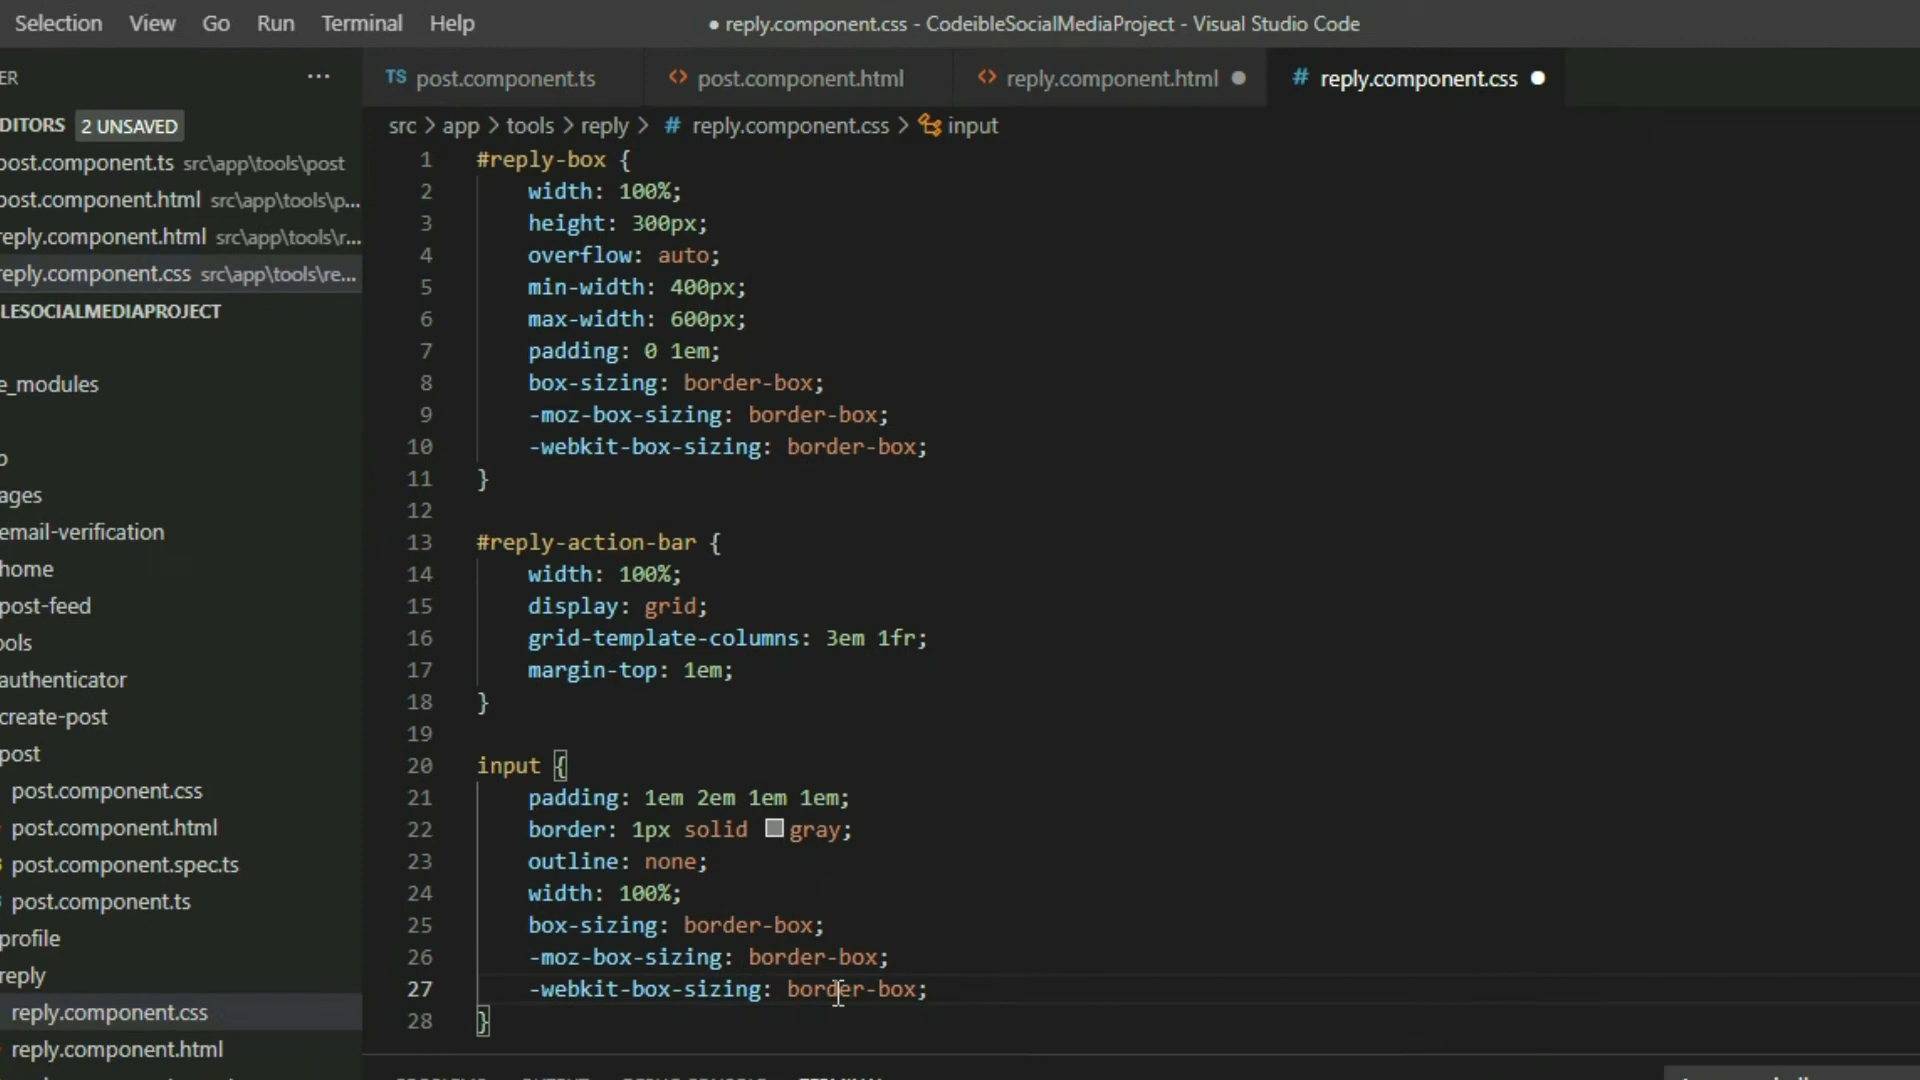 Selection View Go Run Terminal Help ● reply.component.css - CodeibleSocialMediaProject - Visual Studio Code
ER ...
TS post.component.ts <> post.component.html <> reply.component.html ● # reply.component.css ●
DITORS 2 UNSAVED
src > app > tools > reply > # reply.component.css > input
post.component.ts src\app\tools\post
post.component.html src\app\tools\p...
reply.component.html src\app\tools\r...
reply.component.css src\app\tools\re...
LESOCIALMEDIAPROJECT
e_modules
o
ages
email-verification
home
post-feed
ools
authenticator
create-post
post
post.component.css
post.component.html
post.component.spec.ts
post.component.ts
profile
reply
reply.component.css
reply.component.html
1 #reply-box {
2 width: 100%;
3 height: 300px;
4 overflow: auto;
5 min-width: 400px;
6 max-width: 600px;
7 padding: 0 1em;
8 box-sizing: border-box;
9 -moz-box-sizing: border-box;
10 -webkit-box-sizing: border-box;
11 }
12
13 #reply-action-bar {
14 width: 100%;
15 display: grid;
16 grid-template-columns: 3em 1fr;
17 margin-top: 1em;
18 }
19
20 input {
21 padding: 1em 2em 1em 1em;
22 border: 1px solid gray;
23 outline: none;
24 width: 100%;
25 box-sizing: border-box;
26 -moz-box-sizing: border-box;
27 -webkit-box-sizing: border-box;
28 }